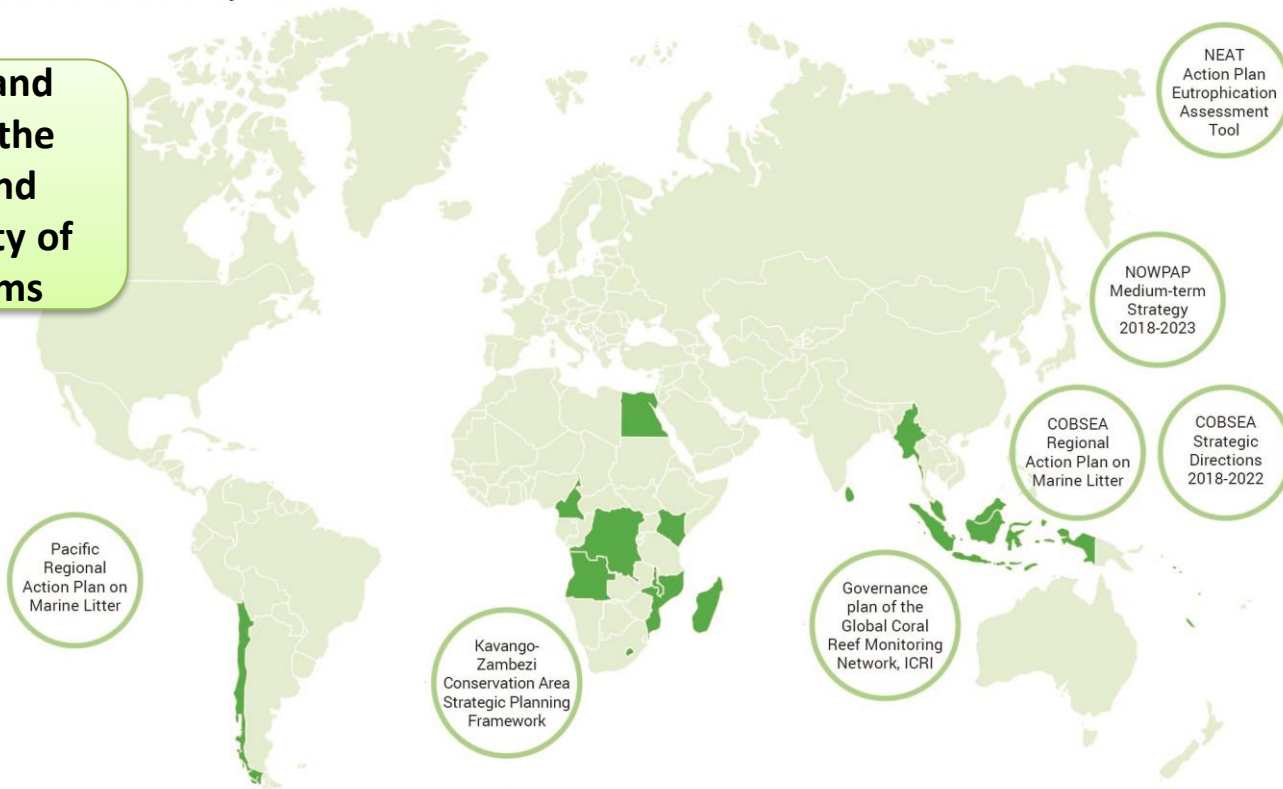 and
the
nd
ty of
ms
NEAT
Action Plan
Eutrophication
Assessment
Tool
NOWPAP
Medium-term
Strategy
2018-2023
COBSEA
Regional
Action Plan on
Marine Litter
COBSEA
Strategic
Directions
2018-2022
Pacific
Regional
Action Plan on
Marine Litter
Kavango-
Zambezi
Conservation Area
Strategic Planning
Framework
Governance
plan of the
Global Coral
Reef Monitoring
Network, ICRI